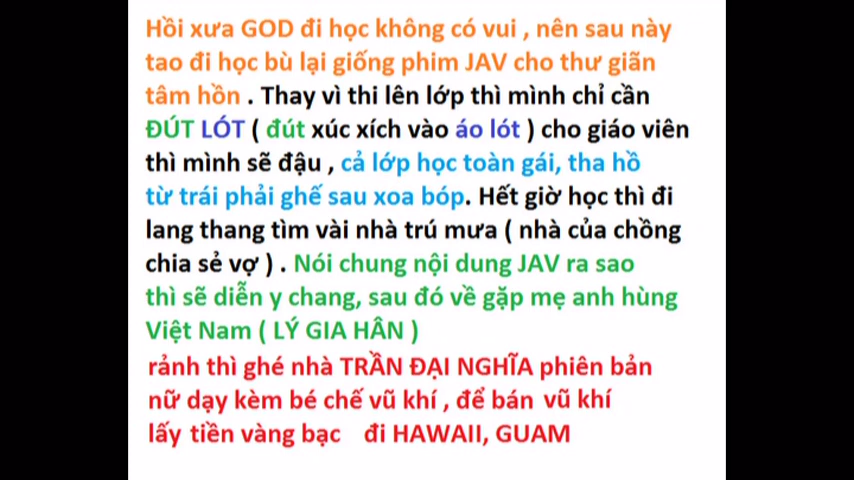 Hồi xưa GOD đi học không có vui , nên sau này
tao đi học bù lại giống phim JAV cho thư giãn
tâm hồn . Thay vì thi lên lớp thì mình chỉ cần
ĐÚT LÓT ( đút xúc xích vào áo lót ) cho giáo viên
thì mình sẽ đậu , cả lớp học toàn gái, tha hồ
từ trái phải ghế sau xoa bóp. Hết giờ học thì đi
lang thang tìm vài nhà trú mưa ( nhà của chồng
chia sẻ vợ ) . Nói chung nội dung JAV ra sao
thì sẽ diễn y chang, sau đó về gặp mẹ anh hùng
Việt Nam ( LÝ GIA HÂN )
rảnh thì ghé nhà TRẦN ĐẠI NGHĨA phiên bản
nữ dạy kèm bé chế vũ khí , để bán vũ khí
lấy tiền vàng bạc đi HAWAII, GUAM